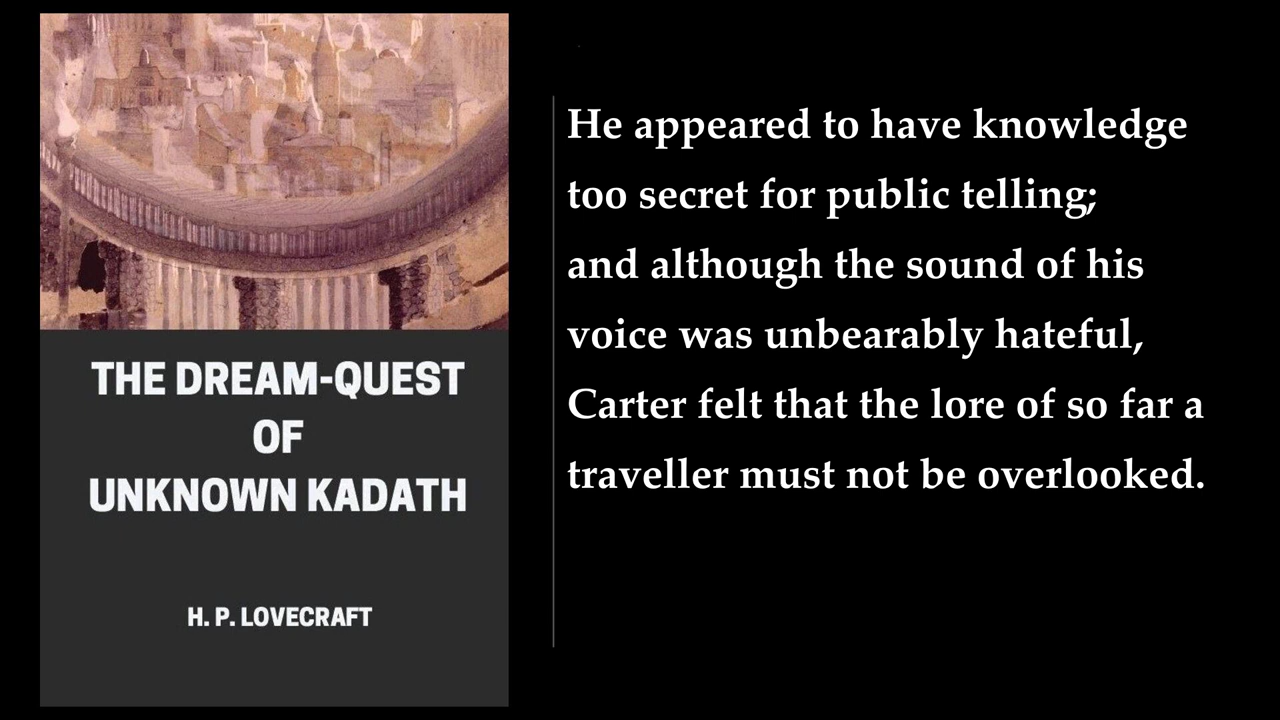 THE DREAM-QUEST
OF
UNKNOWN KADATH
H. P. LOVECRAFT
He appeared to have knowledge
too secret for public telling;
and although the sound of his
voice was unbearably hateful,
Carter felt that the lore of so far a
traveller must not be overlooked.